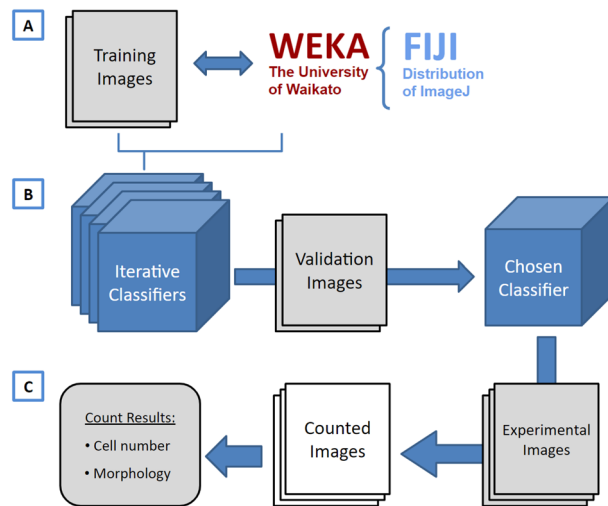 A
Training
Images
WEKA
The University
of Waikato
FIJI
Distribution
of ImageJ
B
Iterative
Classifiers
Validation
Images
Chosen
Classifier
C
Count Results:
• Cell number
• Morphology
Counted
Images
Experimental
Images